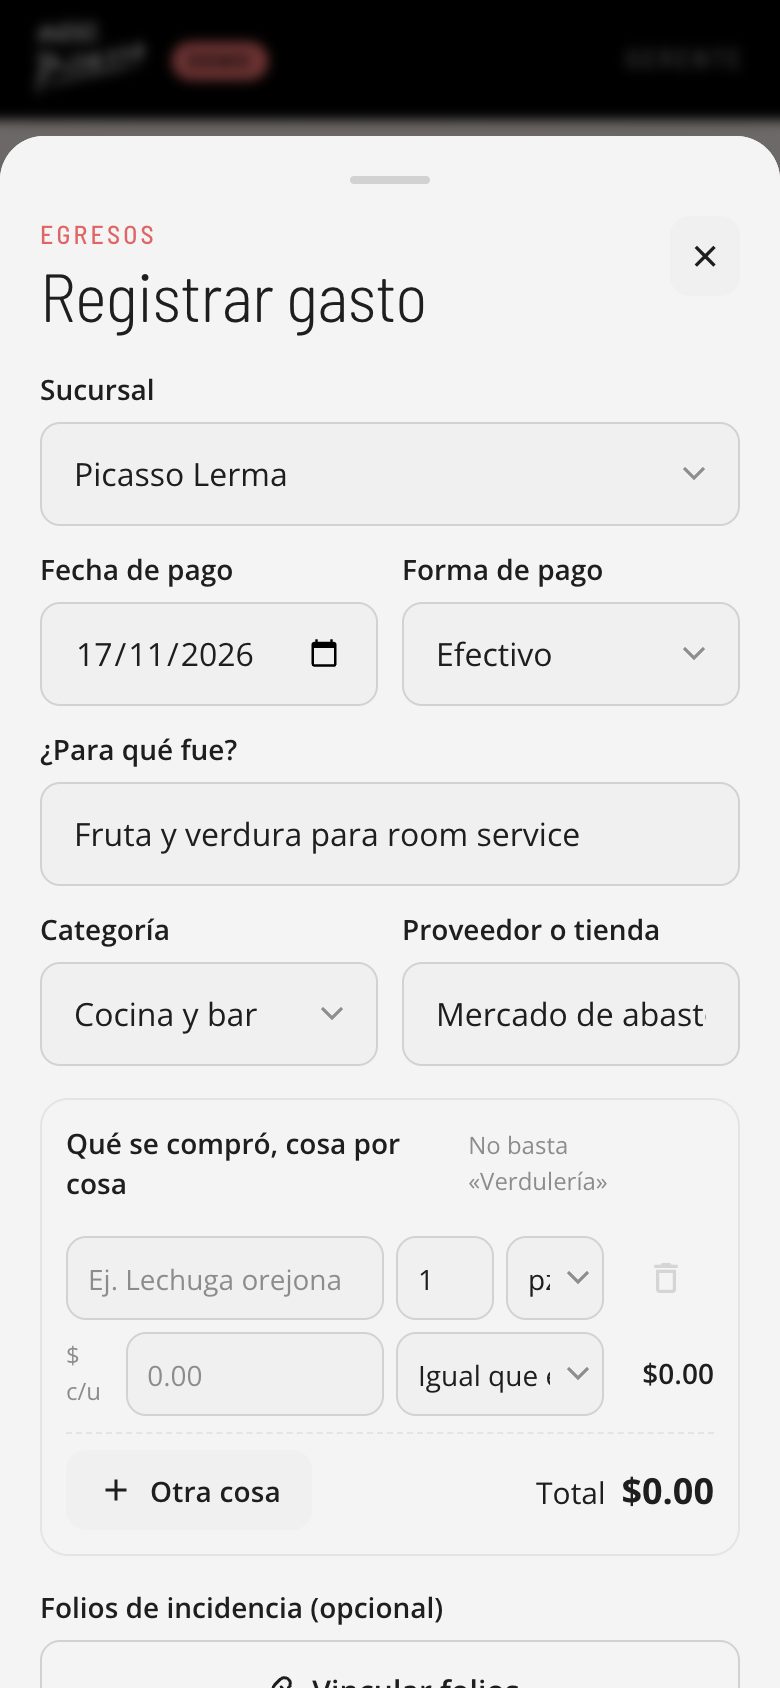 EGRESOS
Registrar gasto
Sucursal
Picasso Lerma
Fecha de pago
Forma de pago
17/11/2026
Efectivo
¿Para qué fue?
Fruta y verdura para room service
Categoría
Proveedor o tienda
Cocina y bar
Mercado de abast
Qué se compró, cosa por
cosa
No basta
«Verdulería»
Ej. Lechuga orejona
1
pz
$
c/u
0.00
Igual que e
$0.00
+ Otra cosa
Total $0.00
Folios de incidencia (opcional)
Vincular folios